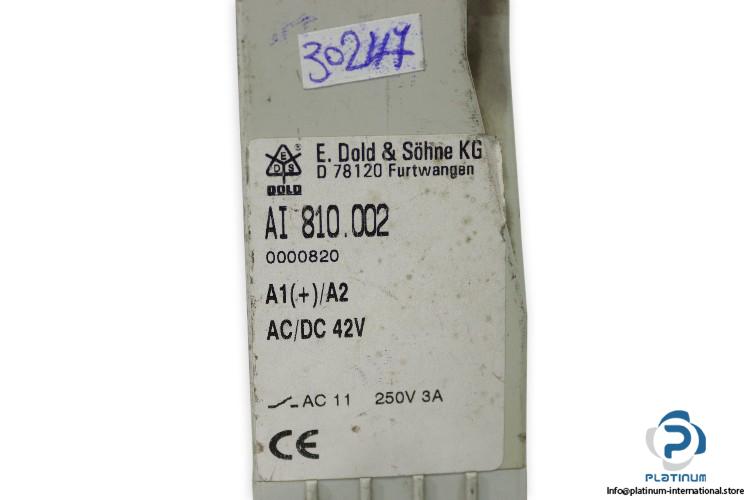 30247
E. Dold & Söhne KG
D 78120 Furtwangen
E
D S
®
DOLD
AI 810.002
0000820
A1(+)/A2
AC/DC 42V
AC 11 250V 3A
CE
PLATINUM
Info@platinum-international.store